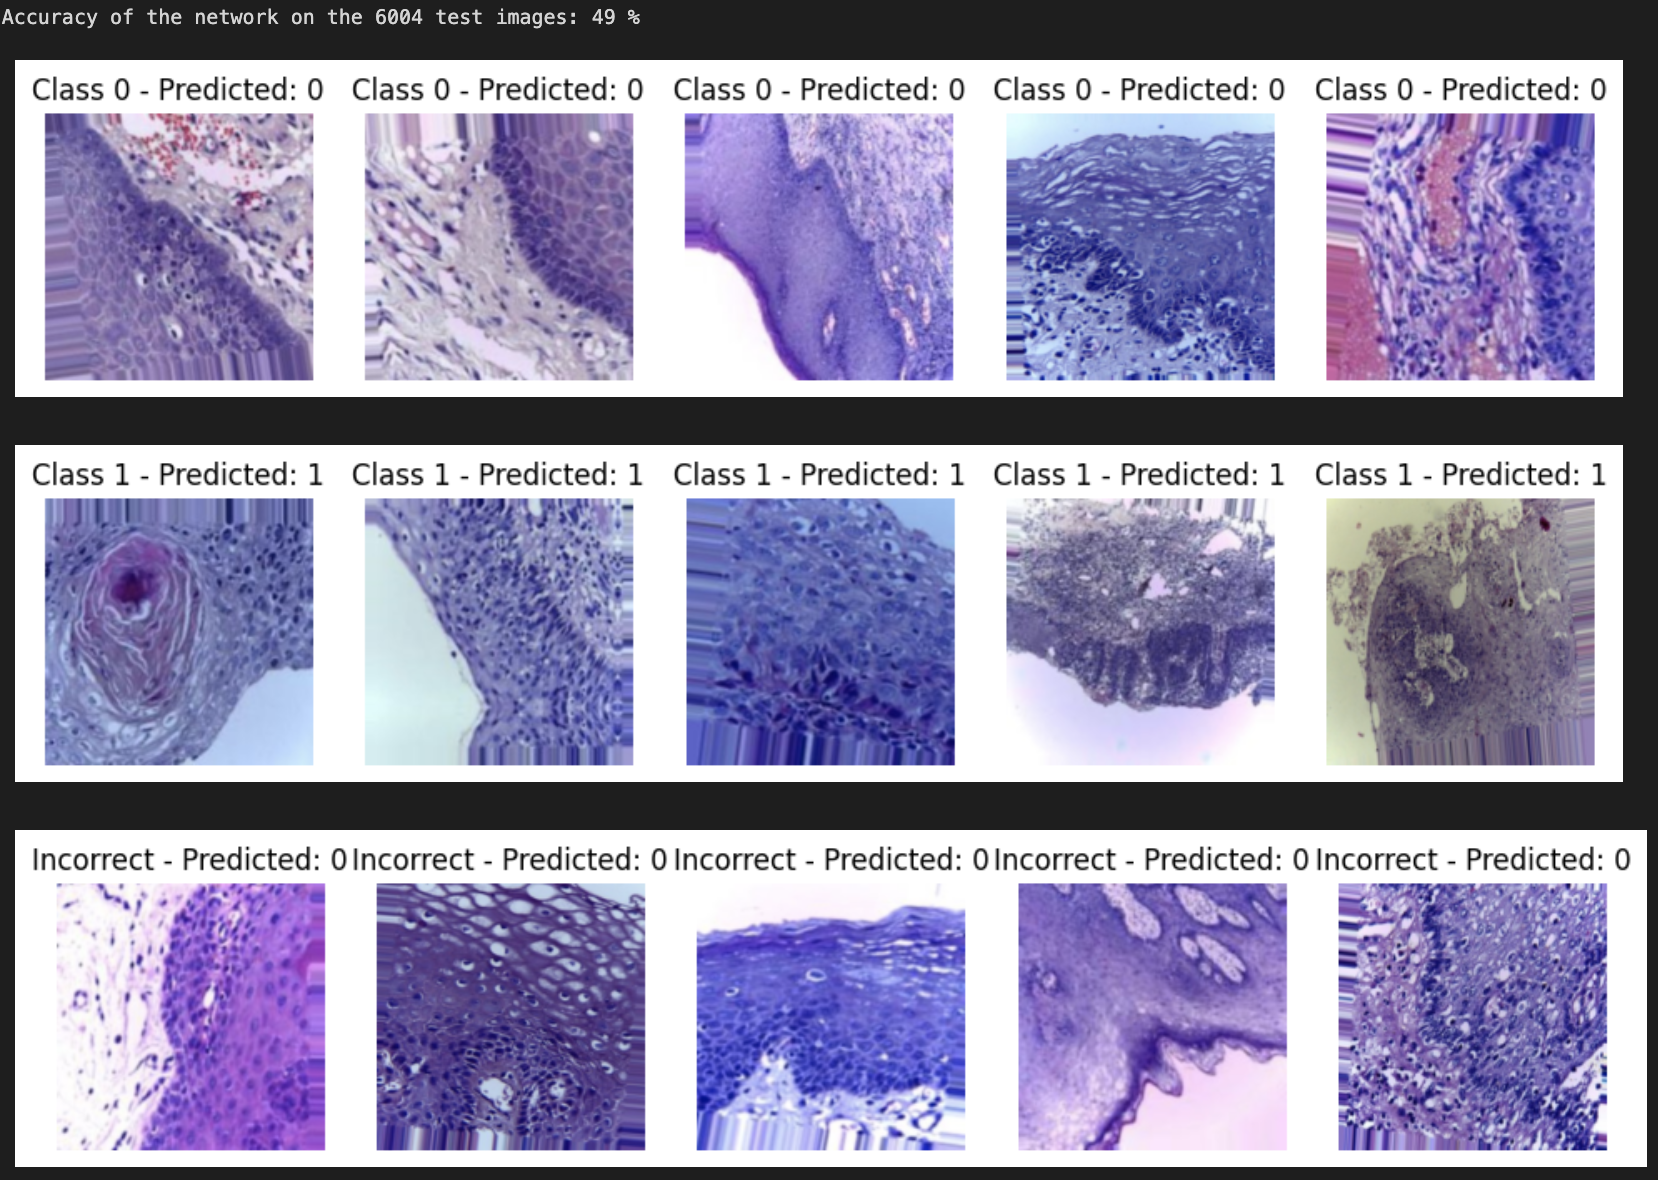 Accuracy of the network on the 6004 test images: 49 %
Class 0 - Predicted: 0 Class 0 - Predicted: 0 Class 0 - Predicted: 0 Class 0 - Predicted: 0 Class 0 - Predicted: 0
Class 1 - Predicted: 1 Class 1 - Predicted: 1 Class 1 - Predicted: 1 Class 1 - Predicted: 1 Class 1 - Predicted: 1
Incorrect - Predicted: 0 Incorrect - Predicted: 0 Incorrect - Predicted: 0 Incorrect - Predicted: 0 Incorrect - Predicted: 0